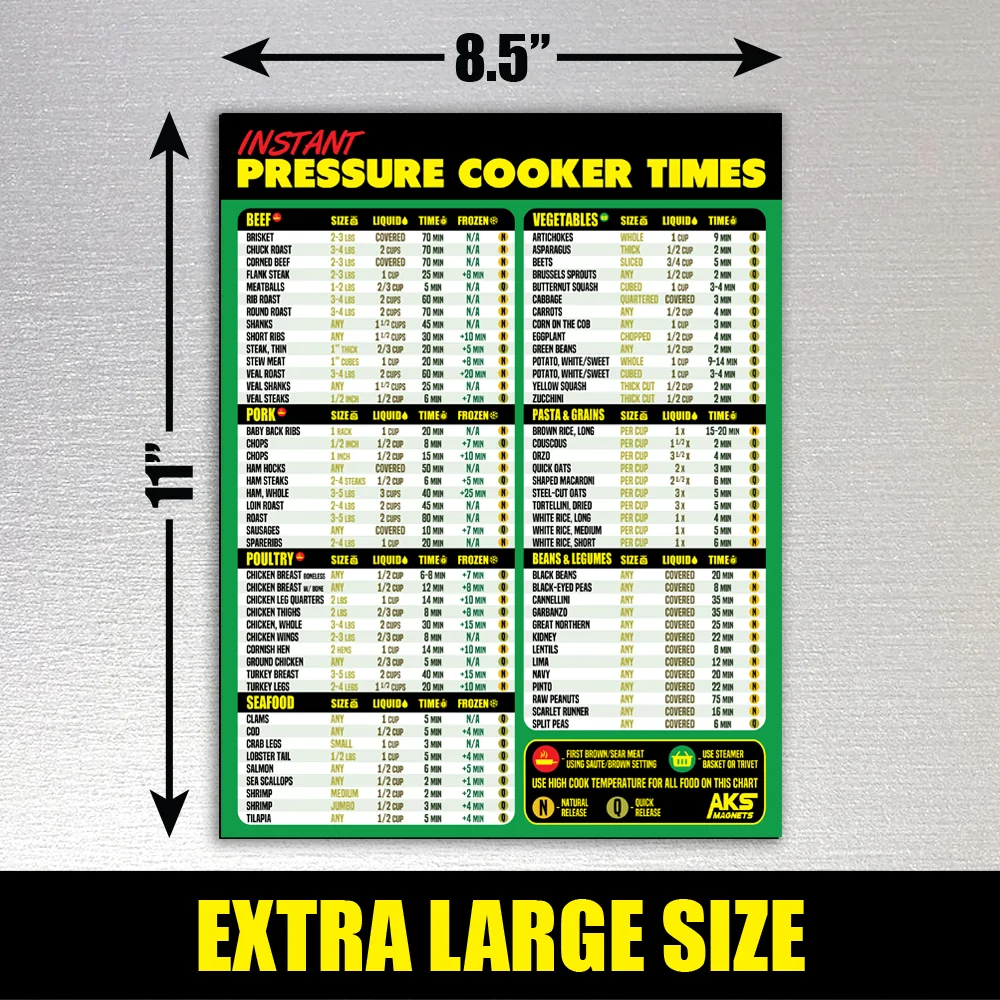 8.5”
11”
INSTANT
PRESSURE COOKER TIMES
BEEF SIZE LIQUID TIME FROZEN
BRISKET 2-3 LBS COVERED 70 MIN N/A N
CHUCK ROAST 3-4 LBS 2 CUPS 70 MIN N/A N
CORNED BEEF 2-3 LBS COVERED 70 MIN N/A N
FLANK STEAK 2-3 LBS 1 CUP 25 MIN +8 MIN N
MEATBALLS 1-2 LBS 2/3 CUP 5 MIN N/A Q
RIB ROAST 3-4 LBS 2 CUPS 60 MIN N/A N
ROUND ROAST 3-4 LBS 2 CUPS 70 MIN N/A N
SHANKS ANY 1 1/2 CUPS 45 MIN N/A N
SHORT RIBS ANY 1 1/2 CUPS 30 MIN +10 MIN N
STEAK, THIN 1" THICK 2/3 CUP 20 MIN +5 MIN Q
STEW MEAT 1" CUBES 1 CUP 20 MIN +8 MIN N
VEAL ROAST 3-4 LBS 2 CUPS 60 MIN +20 MIN N
VEAL SHANKS ANY 1 1/2 CUPS 25 MIN N/A N
VEAL STEAKS 1/2 INCH 1/2 CUP 6 MIN +7 MIN Q
PORK SIZE LIQUID TIME FROZEN
BABY BACK RIBS 1 RACK 1 CUP 20 MIN N/A N
CHOPS 1/2 INCH 1/2 CUP 8 MIN +7 MIN Q
CHOPS 1 INCH 1/2 CUP 15 MIN +10 MIN N
HAM HOCKS ANY COVERED 50 MIN N/A N
HAM STEAKS 2-4 STEAKS 1/2 CUP 6 MIN +5 MIN Q
HAM, WHOLE 3-5 LBS 3 CUPS 40 MIN +25 MIN N
LOIN ROAST 2-4 LBS 2 CUPS 45 MIN N/A N
ROAST 3-5 LBS 2 CUPS 80 MIN N/A N
SAUSAGES ANY COVERED 10 MIN +7 MIN Q
SPARERIBS 2-4 LBS 1 CUP 20 MIN N/A N
POULTRY SIZE LIQUID TIME FROZEN
CHICKEN BREAST BONELESS ANY 1/2 CUP 6-8 MIN +7 MIN Q
CHICKEN BREAST W/ BONE ANY 1/2 CUP 12 MIN +8 MIN Q
CHICKEN LEG QUARTERS 2 LBS 1 CUP 14 MIN +10 MIN N
CHICKEN THIGHS 2 LBS 2/3 CUP 8 MIN +8 MIN Q
CHICKEN, WHOLE 3-4 LBS 2 CUPS 30 MIN +15 MIN N
CHICKEN WINGS 2-3 LBS 2/3 CUP 8 MIN N/A Q
CORNISH HEN 2 HENS 1 CUP 14 MIN +10 MIN N
GROUND CHICKEN ANY 2/3 CUP 5 MIN N/A Q
TURKEY BREAST 3-5 LBS 2 CUPS 40 MIN +15 MIN N
TURKEY LEGS 2-4 LEGS 1 1/2 CUPS 20 MIN +10 MIN N
SEAFOOD SIZE LIQUID TIME FROZEN
CLAMS ANY 1 CUP 5 MIN N/A Q
COD ANY 1/2 CUP 5 MIN +4 MIN Q
CRAB LEGS SMALL 1 CUP 3 MIN N/A Q
LOBSTER TAIL 1/2 LBS 1 CUP 5 MIN +4 MIN Q
SALMON ANY 1/2 CUP 6 MIN +5 MIN Q
SEA SCALLOPS ANY 1/2 CUP 2 MIN +1 MIN Q
SHRIMP MEDIUM 1/2 CUP 2 MIN +2 MIN Q
SHRIMP JUMBO 1/2 CUP 3 MIN +4 MIN Q
TILAPIA ANY 1/2 CUP 5 MIN +4 MIN Q
VEGETABLES SIZE LIQUID TIME
ARTICHOKES WHOLE 1 CUP 9 MIN Q
ASPARAGUS THICK 1/2 CUP 2 MIN Q
BEETS SLICED 3/4 CUP 5 MIN Q
BRUSSELS SPROUTS ANY 1/2 CUP 2 MIN Q
BUTTERNUT SQUASH CUBED 1 CUP 3-4 MIN Q
CABBAGE QUARTERED COVERED 3 MIN Q
CARROTS ANY 1/2 CUP 4 MIN Q
CORN ON THE COB ANY 1 CUP 3 MIN Q
EGGPLANT CHOPPED 1/2 CUP 4 MIN Q
GREEN BEANS ANY 1/2 CUP 2 MIN Q
POTATO, WHITE/SWEET WHOLE 1 CUP 9-14 MIN Q
POTATO, WHITE/SWEET CUBED 1 CUP 3-4 MIN Q
YELLOW SQUASH THICK CUT 1/2 CUP 2 MIN Q
ZUCCHINI THICK CUT 1/2 CUP 2 MIN Q
PASTA & GRAINS SIZE LIQUID TIME
BROWN RICE, LONG PER CUP 1 X 15-20 MIN N
COUSCOUS PER CUP 1 1/2 X 2 MIN Q
ORZO PER CUP 3 1/2 X 4 MIN Q
QUICK OATS PER CUP 2 X 3 MIN Q
SHAPED MACARONI PER CUP 2 1/2 X 6 MIN Q
STEEL-CUT OATS PER CUP 3 X 5 MIN N
TORTELLINI, DRIED PER CUP 3 X 5 MIN Q
WHITE RICE, LONG PER CUP 1 X 4 MIN N
WHITE RICE, MEDIUM PER CUP 1 X 5 MIN N
WHITE RICE, SHORT PER CUP 1 X 6 MIN N
BEANS & LEGUMES SIZE LIQUID TIME
BLACK BEANS ANY COVERED 20 MIN N
BLACK-EYED PEAS ANY COVERED 8 MIN N
CANNELLINI ANY COVERED 35 MIN N
GARBANZO ANY COVERED 35 MIN N
GREAT NORTHERN ANY COVERED 25 MIN N
KIDNEY ANY COVERED 22 MIN N
LENTILS ANY COVERED 8 MIN
LIMA ANY COVERED 12 MIN N
NAVY ANY COVERED 20 MIN N
PINTO ANY COVERED 22 MIN N
RAW PEANUTS ANY COVERED 75 MIN N
SCARLET RUNNER ANY COVERED 16 MIN N
SPLIT PEAS ANY COVERED 6 MIN
- FIRST BROWN/SEAR MEAT
USING SAUTE/BROWN SETTING
- USE STEAMER
BASKET OR TRIVET
USE HIGH COOK TEMPERATURE FOR ALL FOOD ON THIS CHART
N - NATURAL
RELEASE
Q - QUICK
RELEASE
AKS
MAGNETS
EXTRA LARGE SIZE